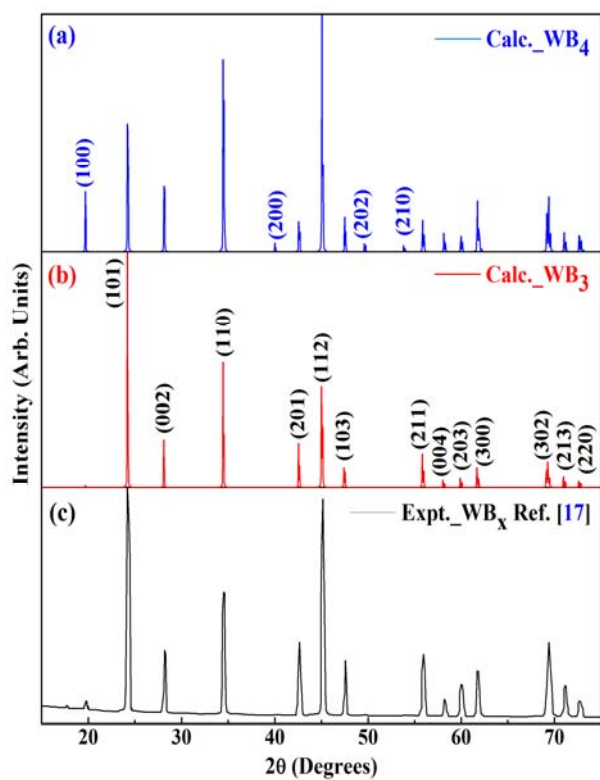 (a)
Calc._WB4
(100)
(200)
(202)
(210)
(b)
Calc._WB3
(101)
(002)
(110)
(201)
(112)
(103)
(211)
(004)
(203)
(300)
(302)
(213)
(220)
(c)
Expt._WBx Ref. [17]
Intensity (Arb. Units)
20 30 40 50 60 70
2θ (Degrees)